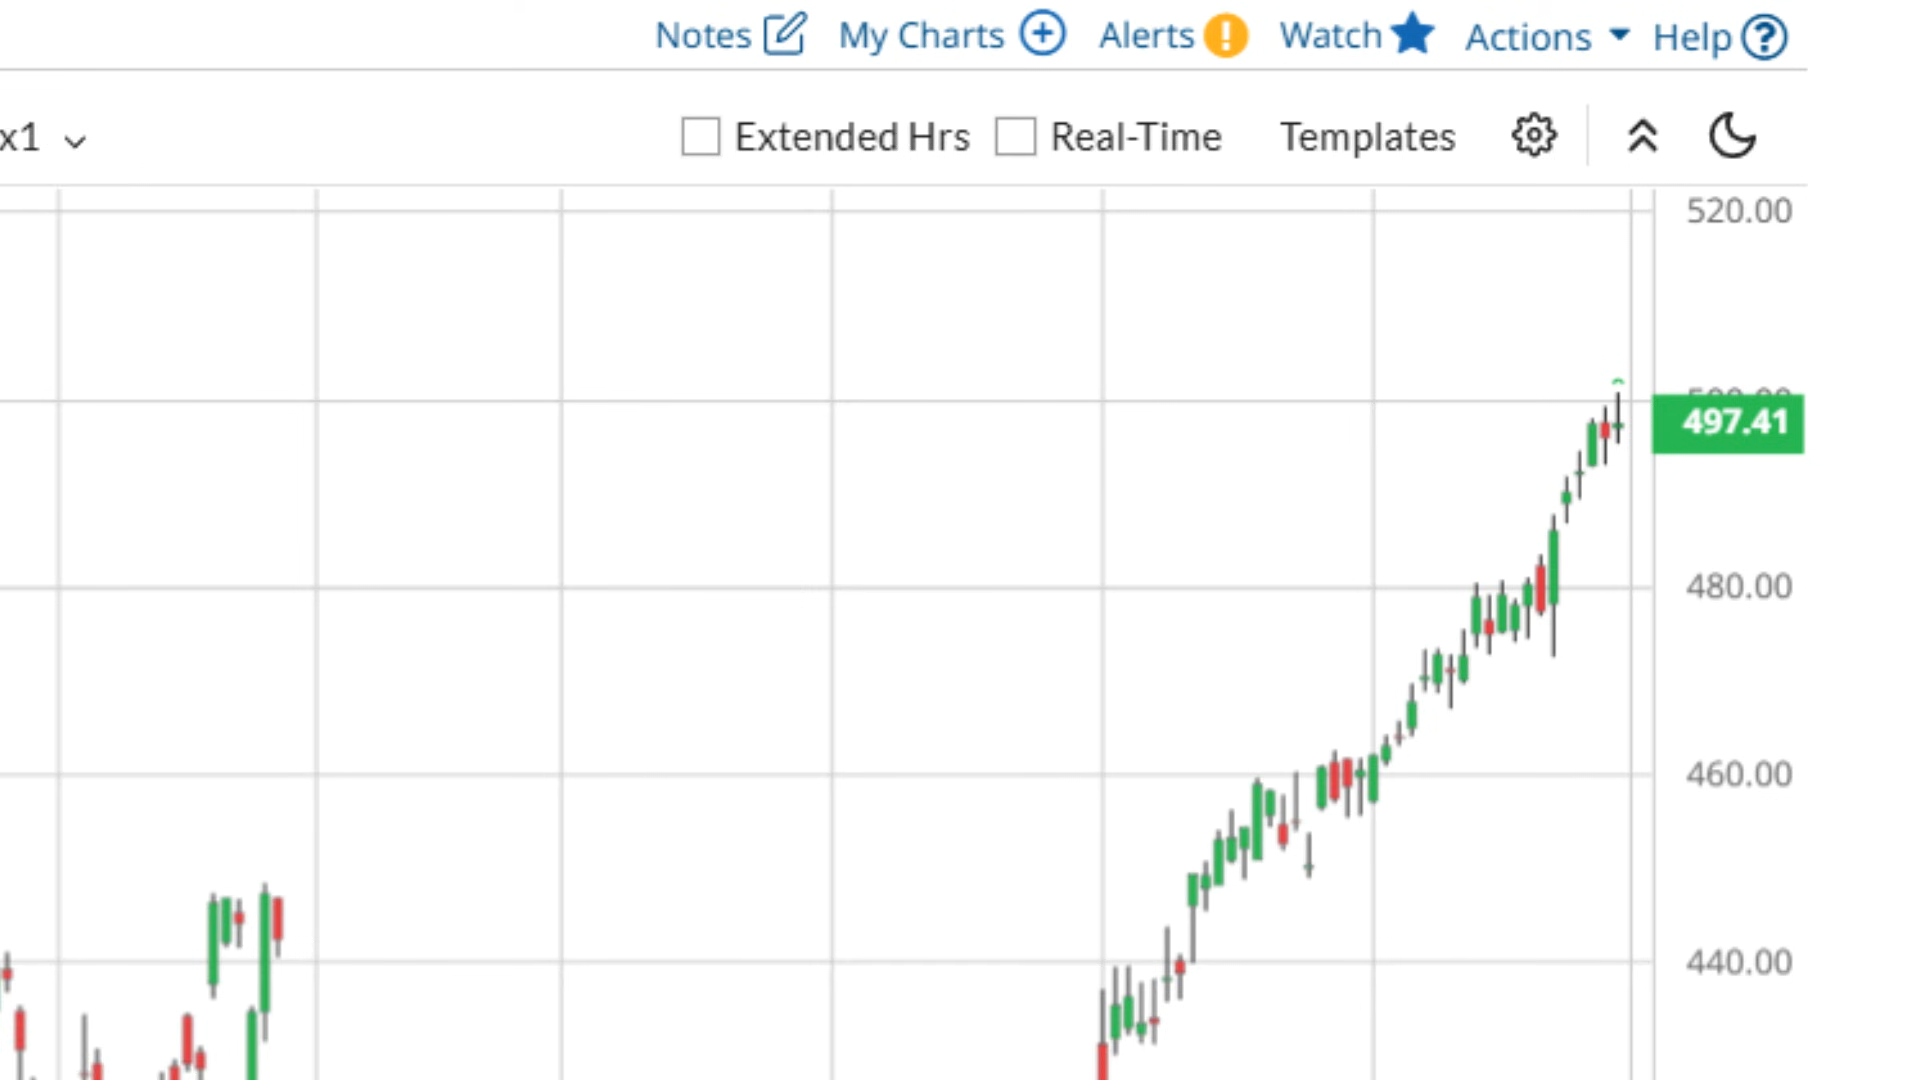 Notes My Charts Alerts Watch Actions Help
x1 Extended Hrs Real-Time Templates
520.00
497.41
480.00
460.00
440.00